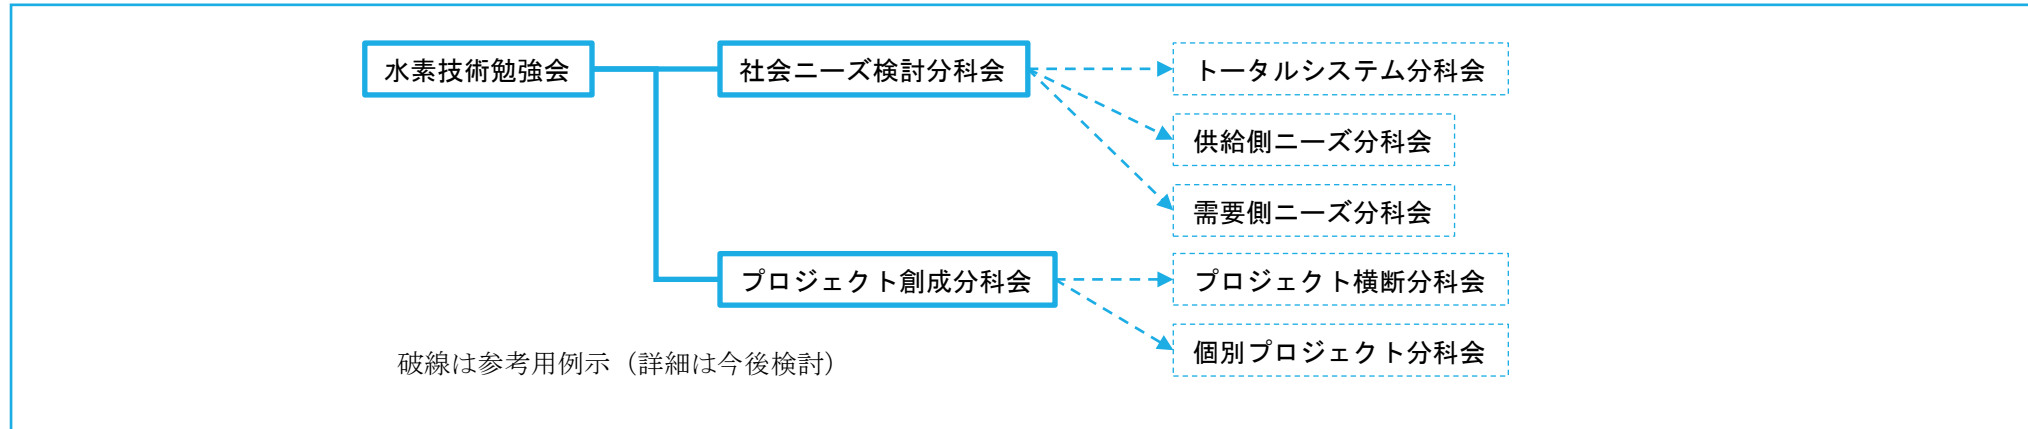 水素技術勉強会
社会ニーズ検討分科会
トータルシステム分科会
供給側ニーズ分科会
需要側ニーズ分科会
プロジェクト創成分科会
プロジェクト横断分科会
個別プロジェクト分科会
破線は参考用例示（詳細は今後検討）